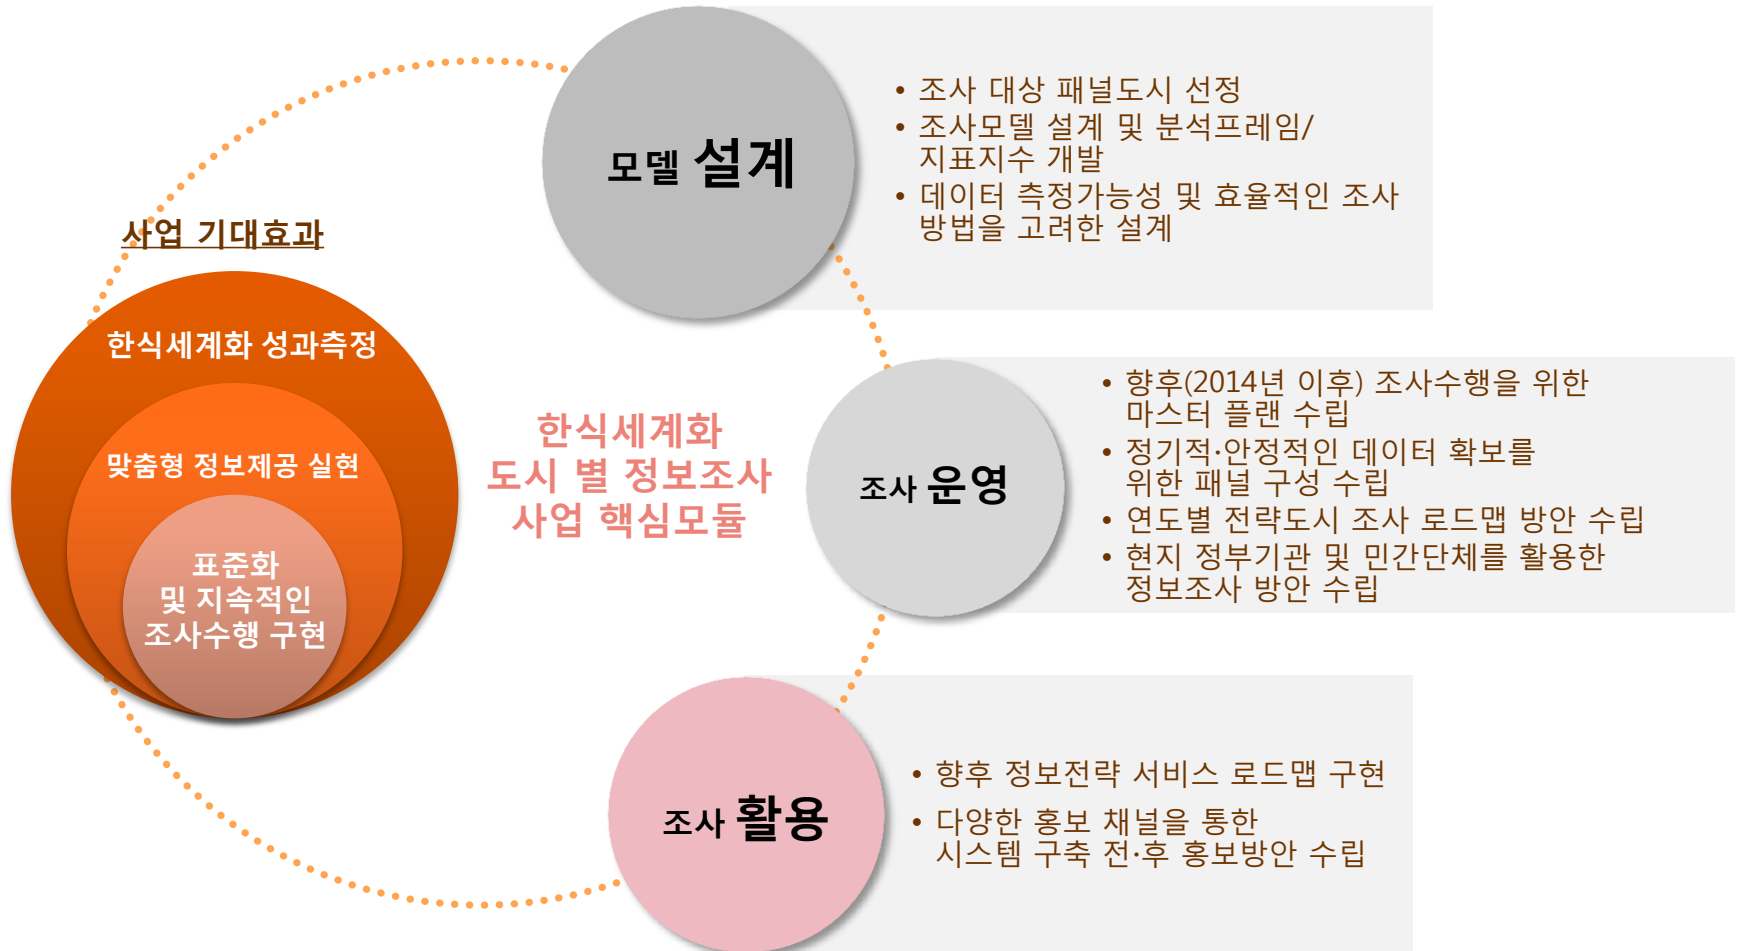 사업 기대효과
한식세계화 성과측정
맞춤형 정보제공 실현
표준화
및 지속적인
조사수행 구현
한식세계화
도시 별 정보조사
사업 핵심모듈
모델 설계
• 조사 대상 패널도시 선정
• 조사모델 설계 및 분석프레임/
지표지수 개발
• 데이터 측정가능성 및 효율적인 조사
방법을 고려한 설계
조사 운영
• 향후(2014년 이후) 조사수행을 위한
마스터 플랜 수립
• 정기적·안정적인 데이터 확보를
위한 패널 구성 수립
• 연도별 전략도시 조사 로드맵 방안 수립
• 현지 정부기관 및 민간단체를 활용한
정보조사 방안 수립
조사 활용
• 향후 정보전략 서비스 로드맵 구현
• 다양한 홍보 채널을 통한
시스템 구축 전·후 홍보방안 수립